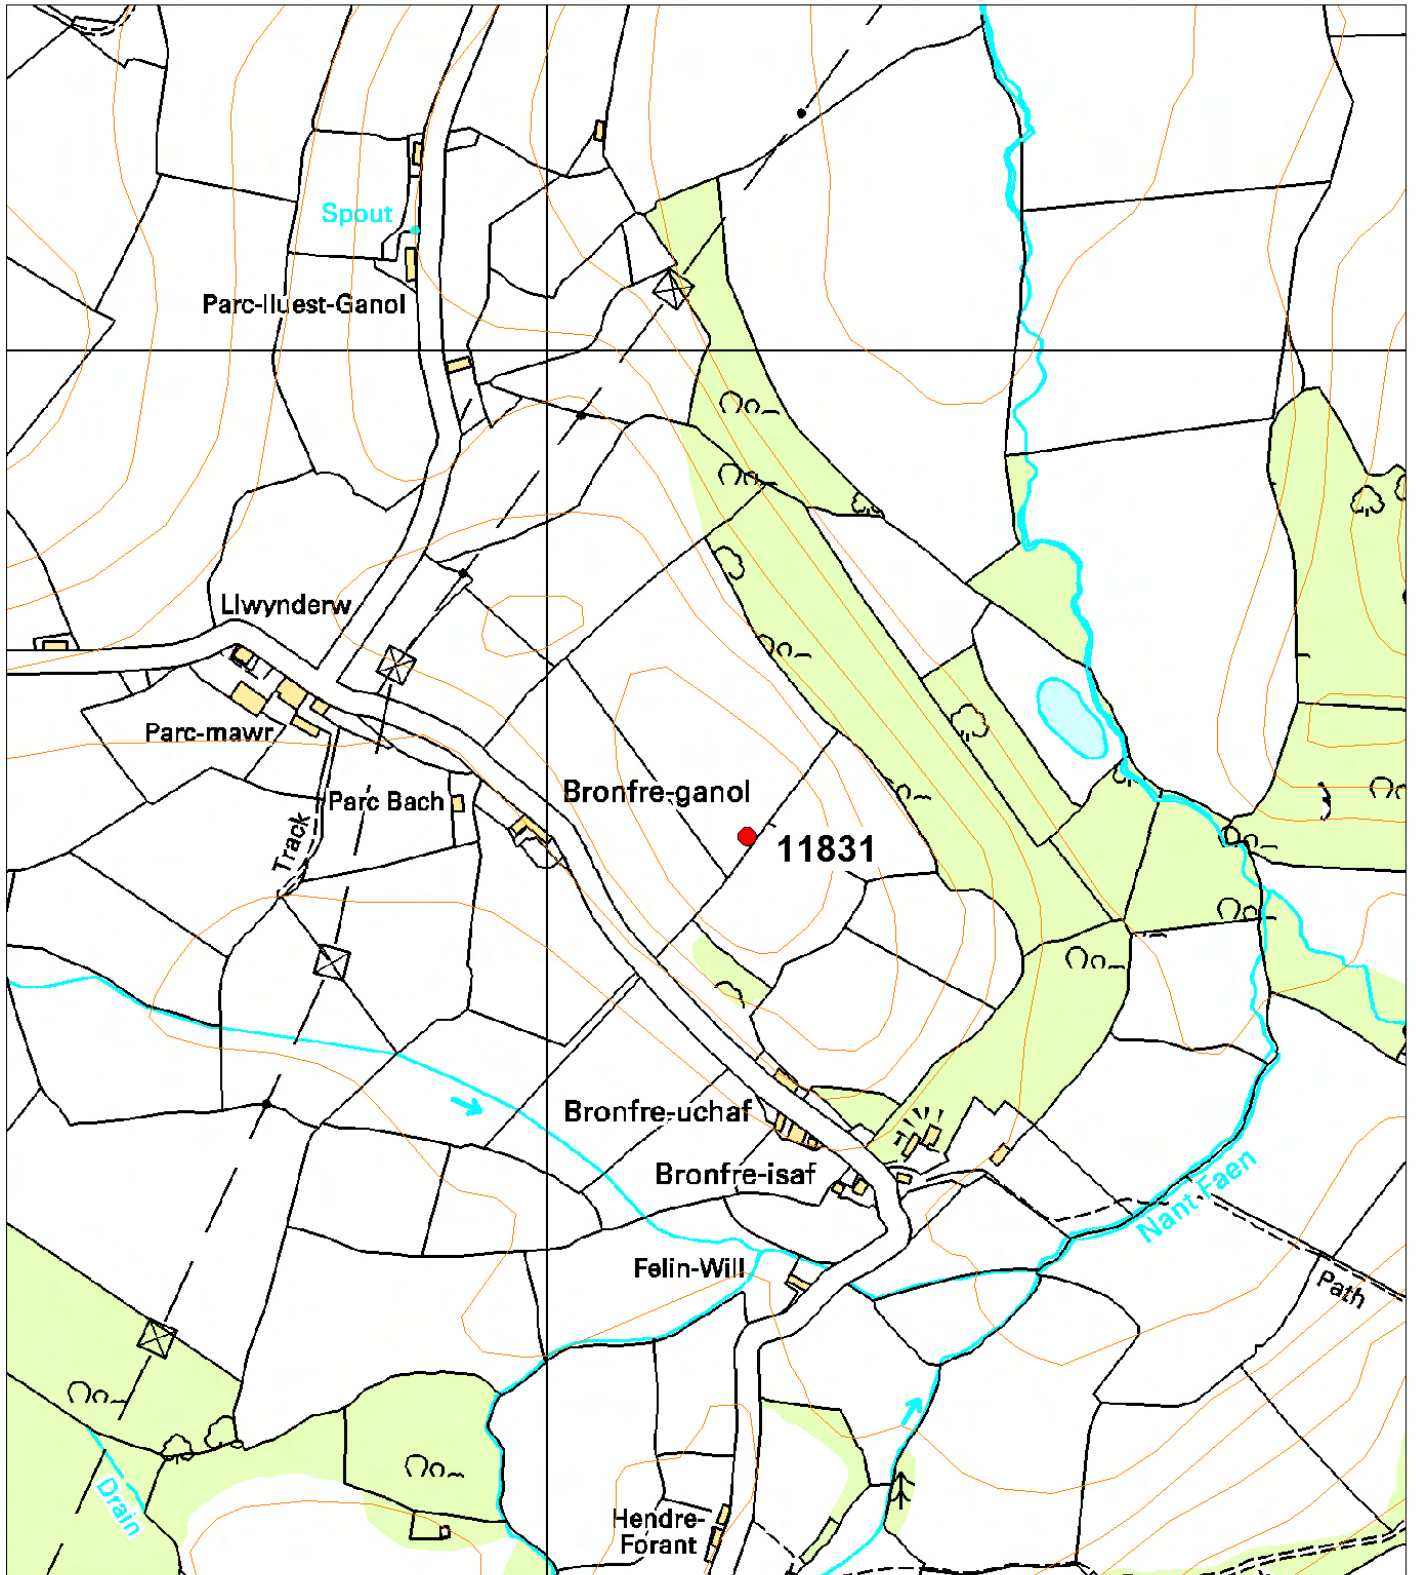 Spout
Parc-lluest-Ganol
Llwynderw
Parc-mawr
Parc Bach
Track
Bronfre-ganol
11831
Bronfre-uchaf
Bronfre-isaf
Nant Faen
Felin-Will
Path
Drain
Hendre-
Forant